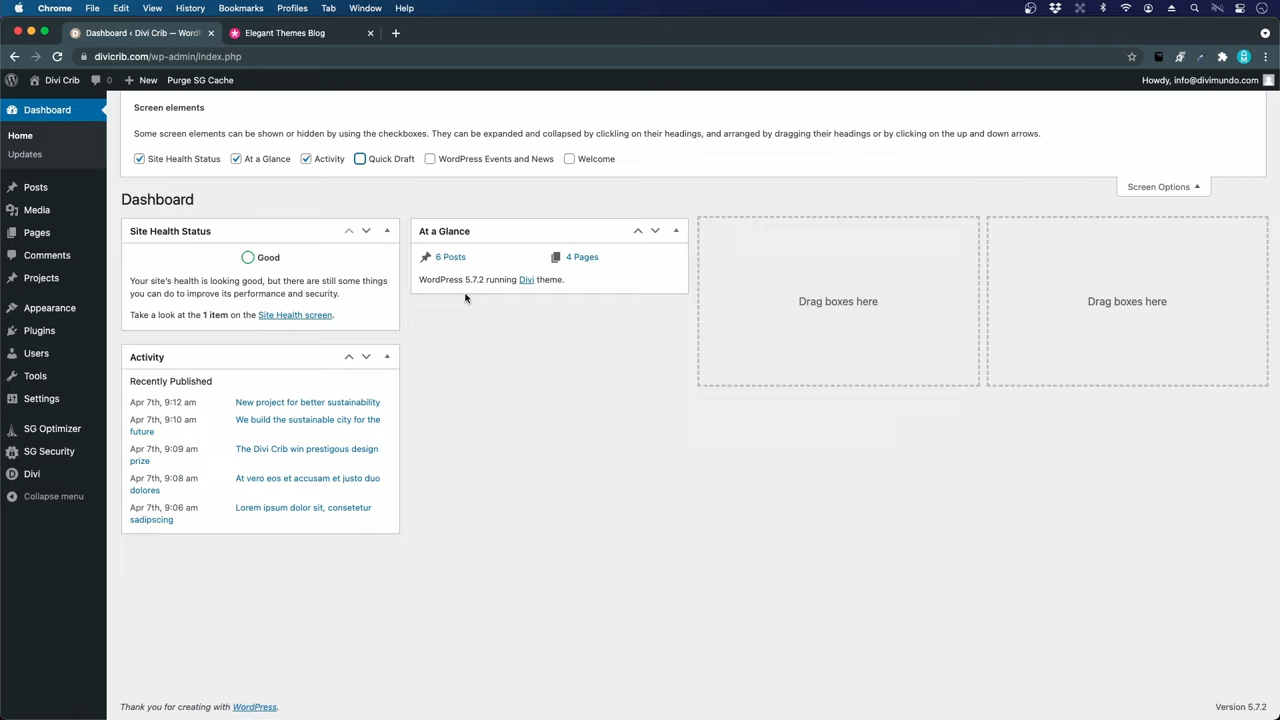 Chrome File Edit View History Bookmarks Profiles Tab Window Help
Dashboard ‹ Divi Crib — Word
Elegant Themes Blog
divicrib.com/wp-admin/index.php
Divi Crib 0 New Purge SG Cache Howdy, info@divimundo.com
Dashboard
Home
Updates
Posts
Media
Pages
Comments
Projects
Appearance
Plugins
Users
Tools
Settings
SG Optimizer
SG Security
Divi
Collapse menu
Screen elements
Some screen elements can be shown or hidden by using the checkboxes. They can be expanded and collapsed by clickling on their headings, and arranged by dragging their headings or by clicking on the up and down arrows.
Site Health Status At a Glance Activity Quick Draft WordPress Events and News Welcome
Screen Options
Dashboard
Site Health Status
Good
Your site's health is looking good, but there are still some things
you can do to improve its performance and security.
Take a look at the 1 item on the Site Health screen.
Activity
Recently Published
Apr 7th, 9:12 am New project for better sustainability
Apr 7th, 9:10 am We build the sustainable city for the
future
Apr 7th, 9:09 am The Divi Crib win prestigous design
prize
Apr 7th, 9:08 am At vero eos et accusam et justo duo
dolores
Apr 7th, 9:06 am Lorem ipsum dolor sit, consetetur
sadipscing
At a Glance
6 Posts 4 Pages
WordPress 5.7.2 running Divi theme.
Drag boxes here
Drag boxes here
Thank you for creating with WordPress.
Version 5.7.2